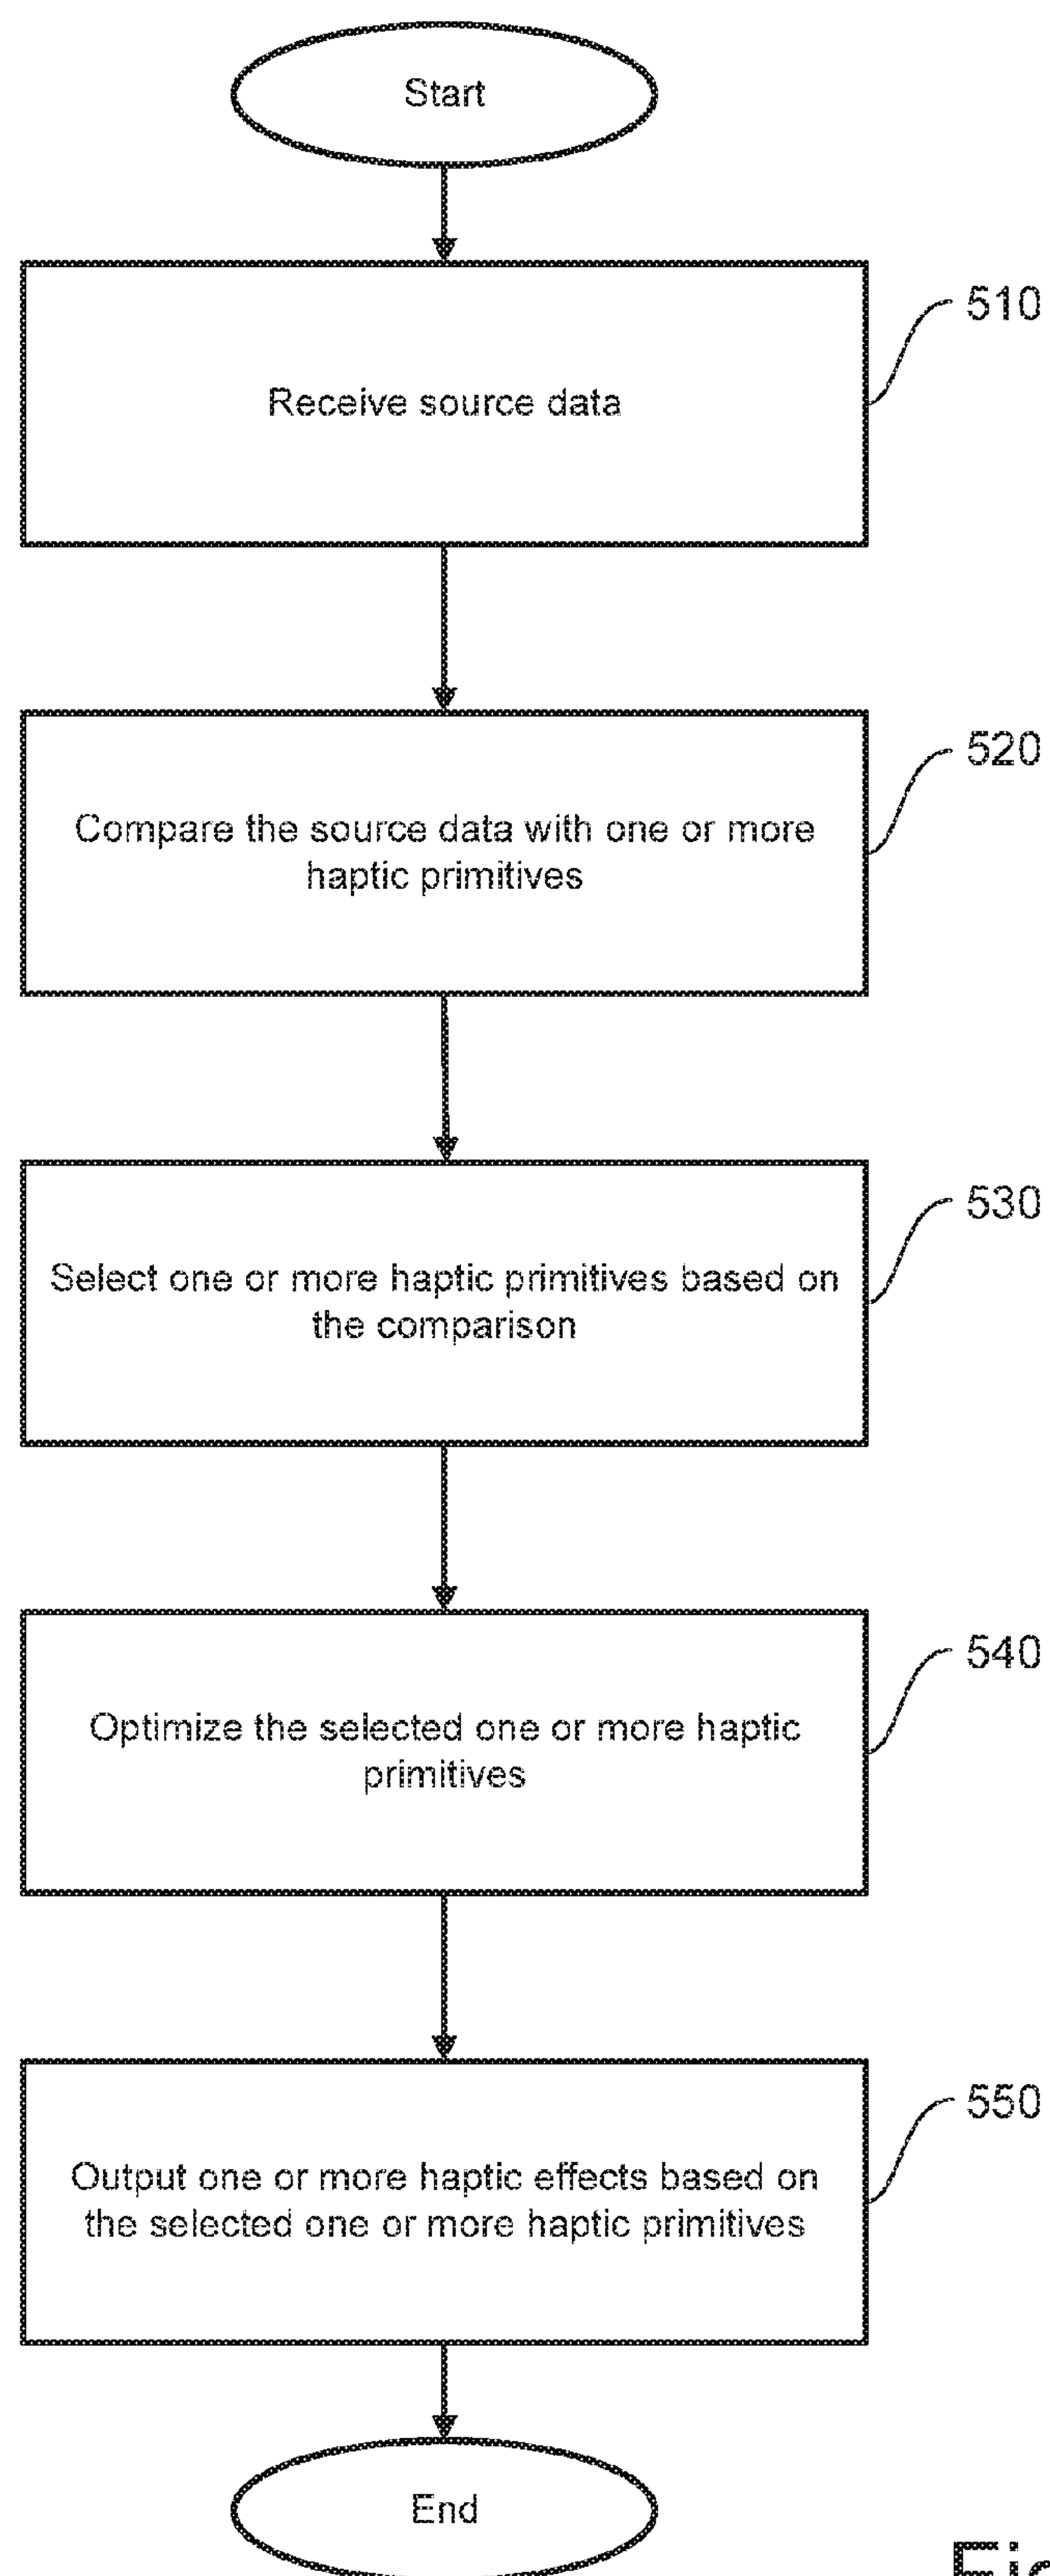 Start
510
Receive source data
520
Compare the source data with one or more
haptic primitives
530
Select one or more haptic primitives based on
the comparison
540
Optimize the selected one or more haptic
primitives
550
Output one or more haptic effects based on
the selected one or more haptic primitives
End